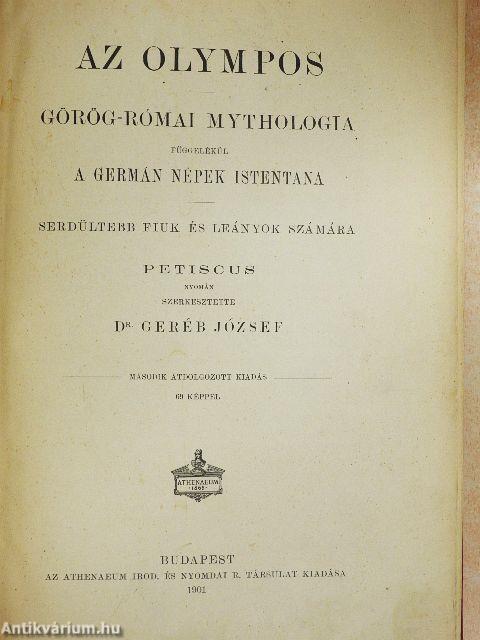 AZ OLYMPOS
GÖRÖG-RÓMAI MYTHOLOGIA
FÜGGELÉKÜL
A GERMÁN NÉPEK ISTENTANA
SERDÜLTEBB FIUK ÉS LEÁNYOK SZÁMÁRA
PETISCUS
NYOMÁN
SZERKESZTETTE
DR. GERÉB JÓZSEF
MÁSODIK ÁTDOLGOZOTT KIADÁS
69 KÉPPEL
ATHENAEUM
1868
BUDAPEST
AZ ATHENAEUM IROD. ÉS NYOMDAI R. TÁRSULAT KIADÁSA
1901
Antikvárium.hu